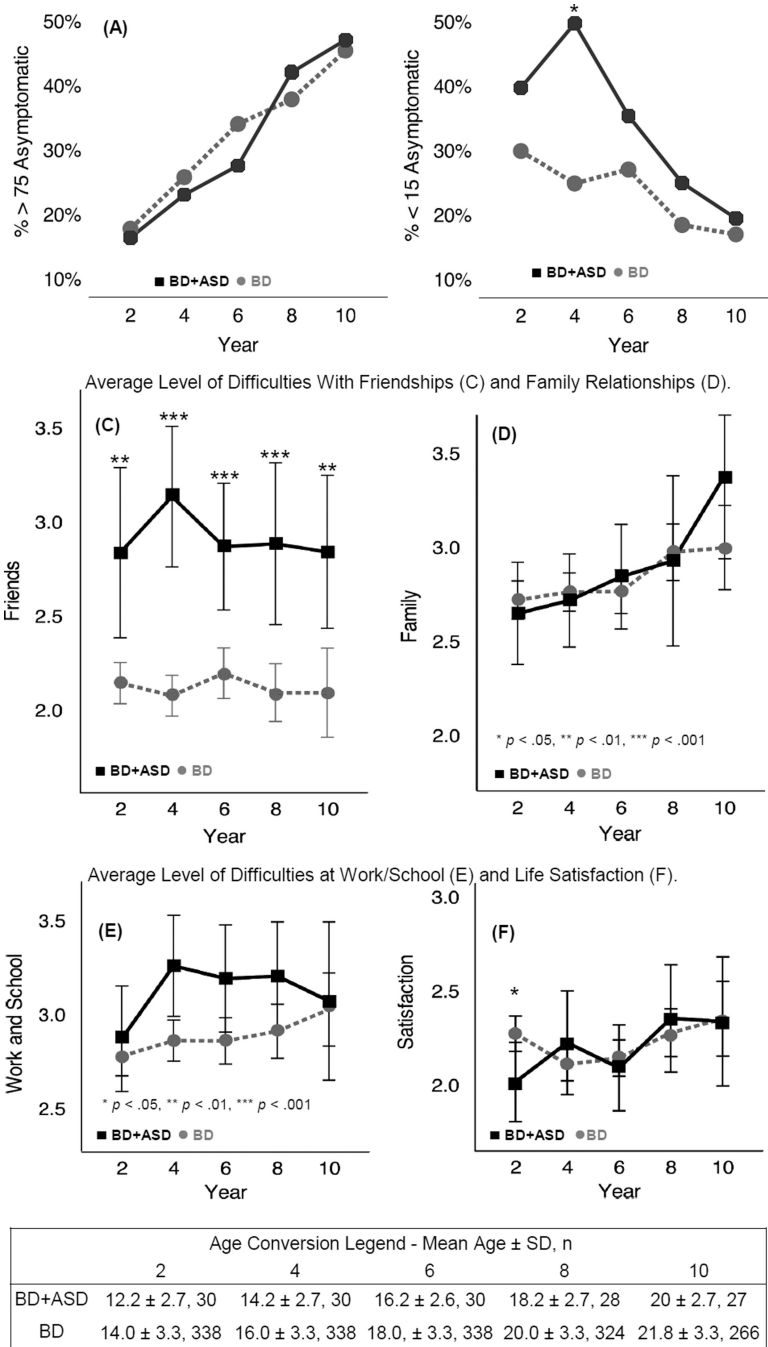 (A)
50%
40%
30%
20%
10%
% > 75 Asymptomatic
BD+ASD BD
2 4 6 8 10
Year
*
50%
40%
30%
20%
10%
% < 15 Asymptomatic
BD+ASD BD
2 4 6 8 10
Year
Average Level of Difficulties With Friendships (C) and Family Relationships (D).
(C)
** *** *** *** **
3.5
3.0
2.5
2.0
Friends
BD+ASD BD
2 4 6 8 10
Year
(D)
3.5
3.0
2.5
2.0
Family
* p < .05, ** p < .01, *** p < .001
BD+ASD BD
2 4 6 8 10
Year
Average Level of Difficulties at Work/School (E) and Life Satisfaction (F).
(E)
3.5
3.0
2.5
Work and School
* p < .05, ** p < .01, *** p < .001
BD+ASD BD
2 4 6 8 10
Year
(F)
*
3.0
2.5
2.0
Satisfaction
BD+ASD BD
2 4 6 8 10
Year
Age Conversion Legend - Mean Age ± SD, n
2 4 6 8 10
BD+ASD 12.2 ± 2.7, 30 14.2 ± 2.7, 30 16.2 ± 2.6, 30 18.2 ± 2.7, 28 20 ± 2.7, 27
BD 14.0 ± 3.3, 338 16.0 ± 3.3, 338 18.0, ± 3.3, 338 20.0 ± 3.3, 324 21.8 ± 3.3, 266